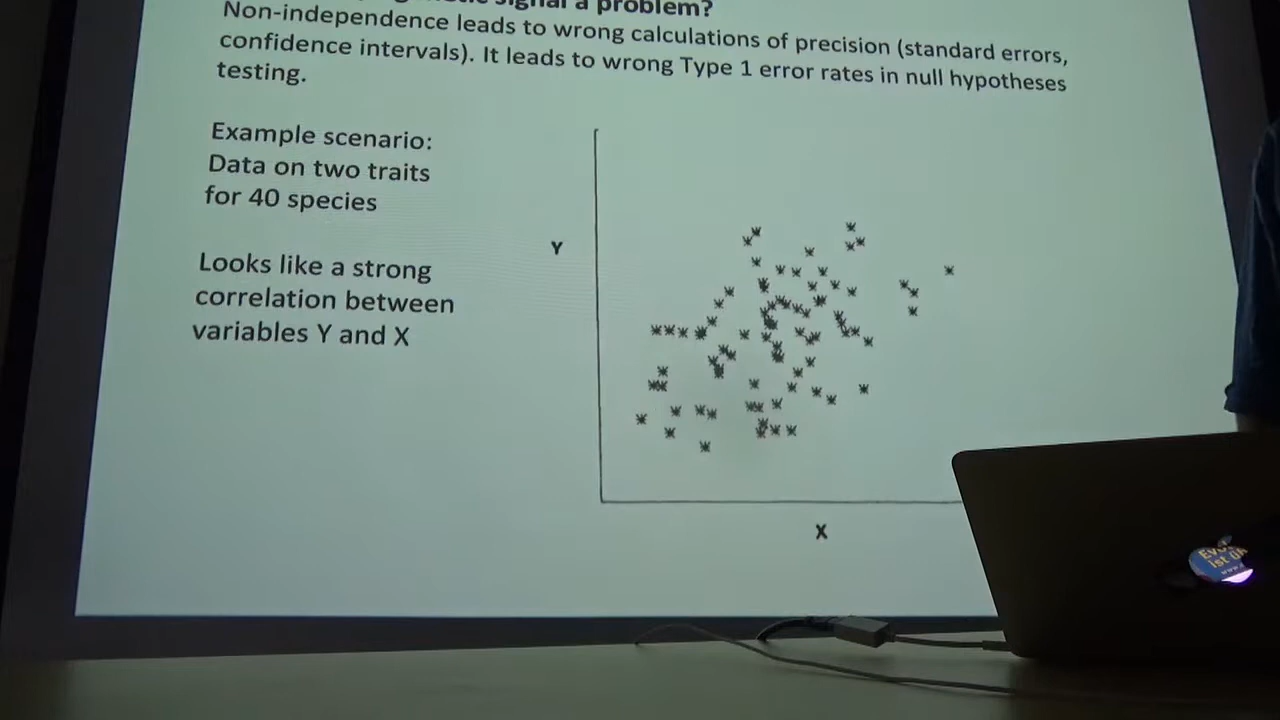 signal a problem?
Non-independence leads to wrong calculations of precision (standard errors,
confidence intervals). It leads to wrong Type 1 error rates in null hypotheses
testing.
Example scenario:
Data on two traits
for 40 species
Looks like a strong
correlation between
variables Y and X
Y
X